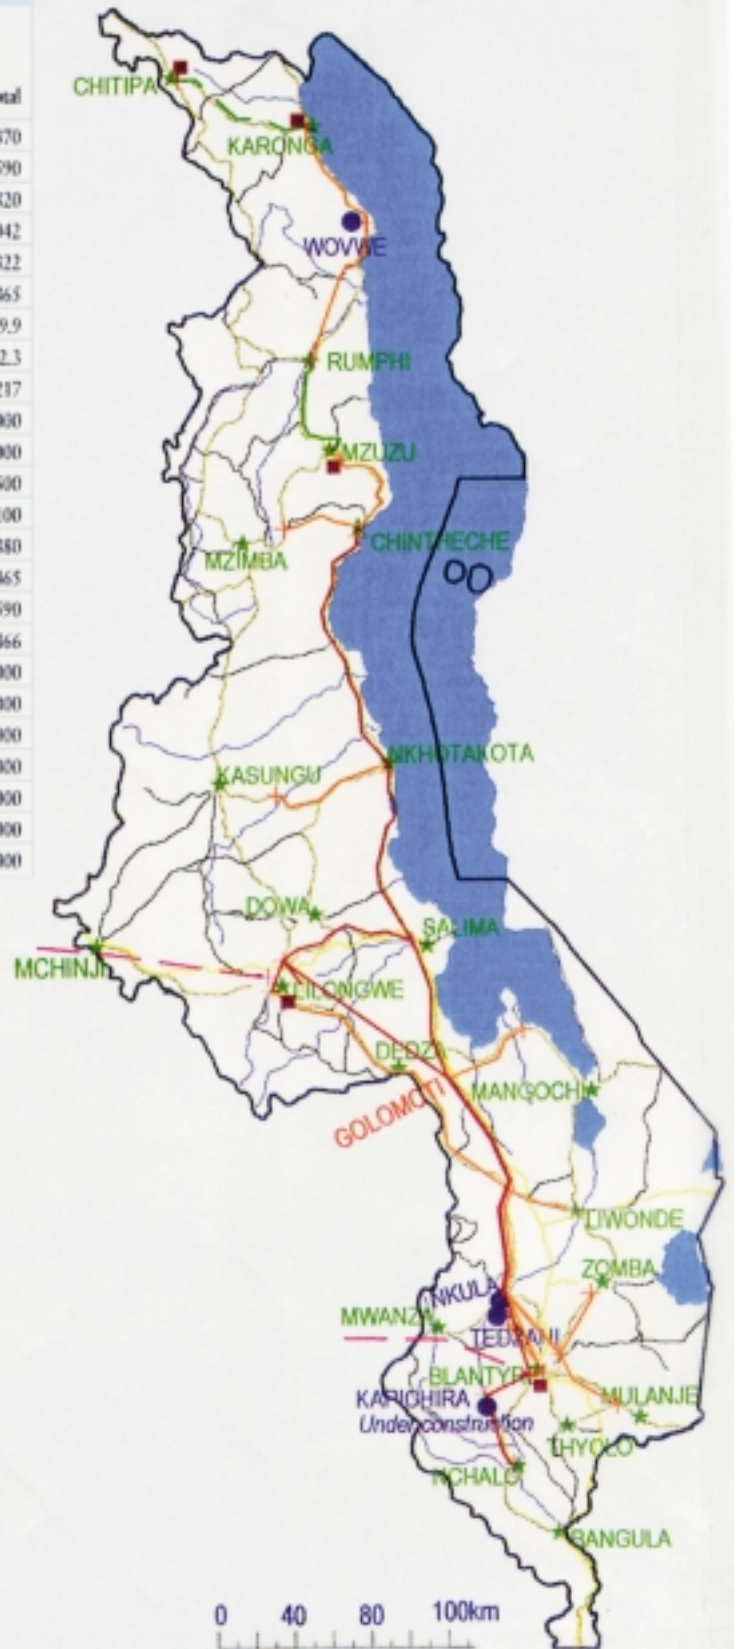 otal
CHITIPA
KARONGA
WOVWE
RUMPHI
MZUZU
CHINTHECHE
MZIMBA
NKHOTAKOTA
KASUNGU
DOWA
SALIMA
MCHINJI
LILONGWE
DEDZA
MANGOCHI
GOLOMOTI
LIWONDE
ZOMBA
NKULA
MWANZA
TEDZANI
BLANTYRE
KAPICHIRA
Under construction
MULANJE
THYOLO
NCHALO
BANGULA
0 40 80 100km